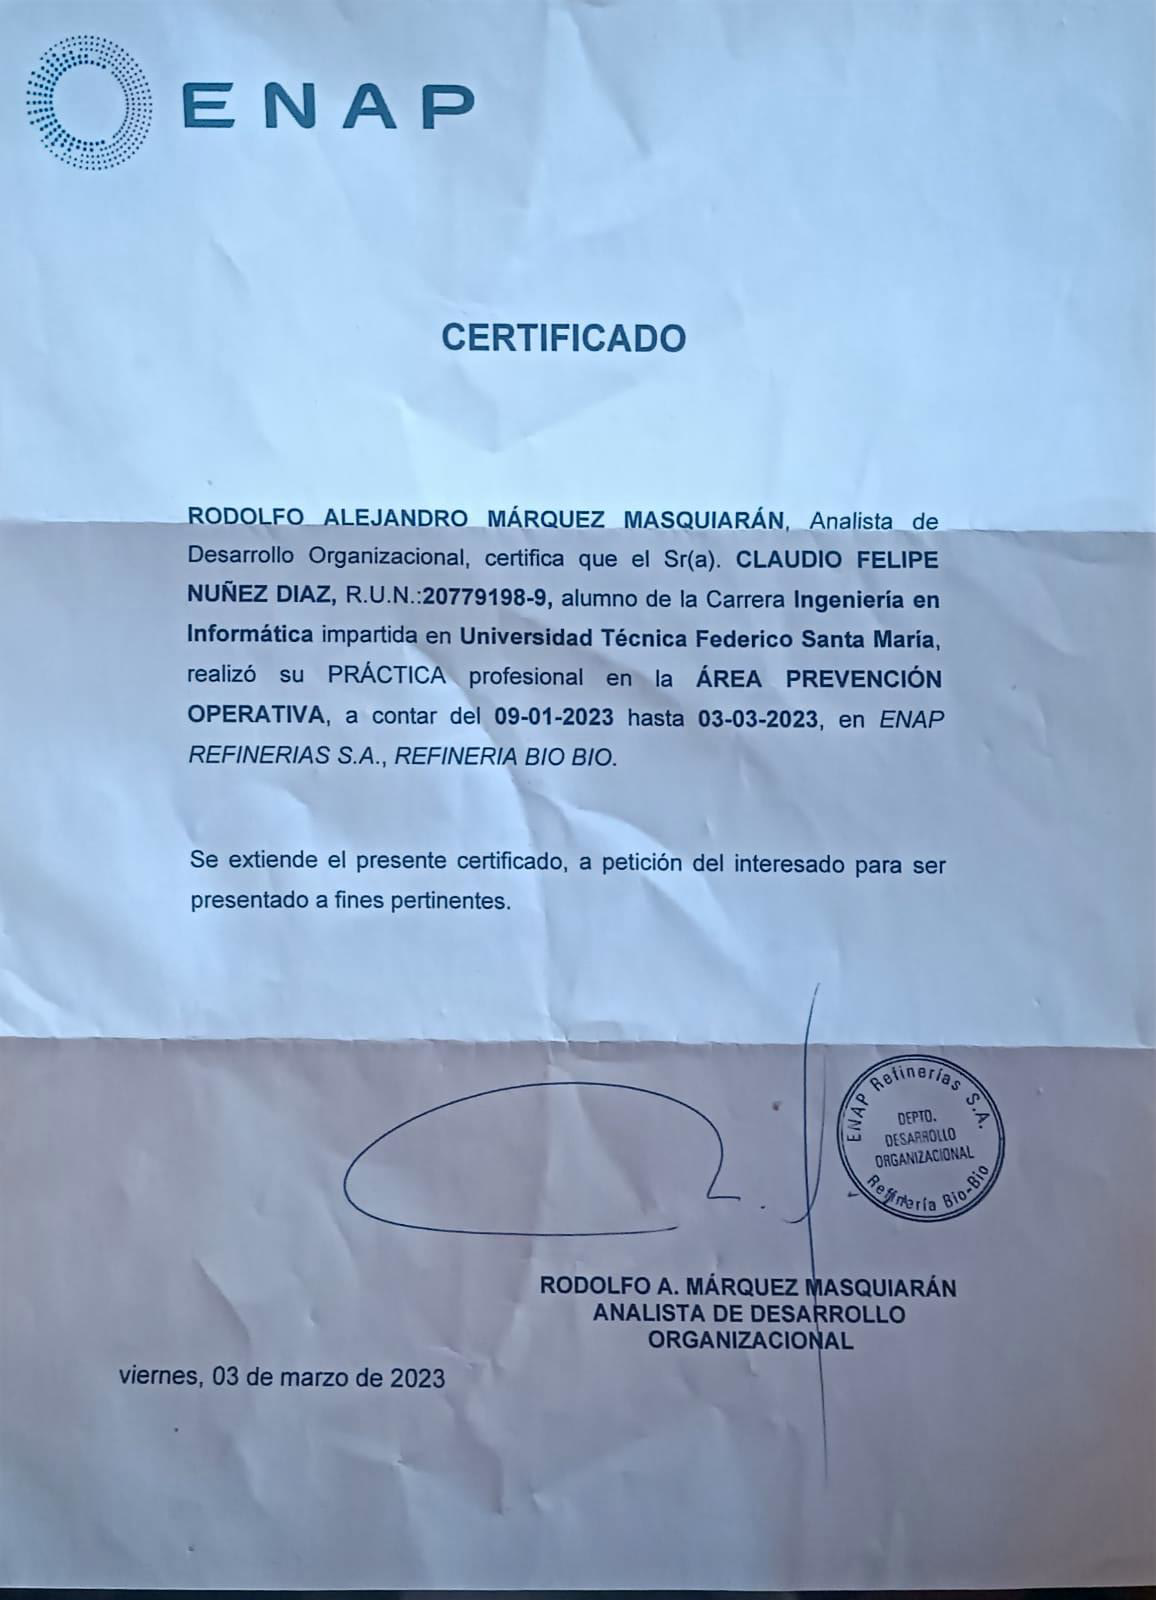 ENAP
CERTIFICADO
RODOLFO ALEJANDRO MÁRQUEZ MASQUIARÁN, Analista de
Desarrollo Organizacional, certifica que el Sr(a). CLAUDIO FELIPE
NUÑEZ DIAZ, R.U.N.:20779198-9, alumno de la Carrera Ingeniería en
Informática impartida en Universidad Técnica Federico Santa María,
realizó su PRÁCTICA profesional en la ÁREA PREVENCIÓN
OPERATIVA, a contar del 09-01-2023 hasta 03-03-2023, en ENAP
REFINERIAS S.A., REFINERIA BIO BIO.
Se extiende el presente certificado, a petición del interesado para ser
presentado a fines pertinentes.
ENAP Refinerías S.A.
DEPTO.
DESARROLLO
ORGANIZACIONAL
Refinería Bio-Bio
RODOLFO A. MÁRQUEZ MASQUIARÁN
ANALISTA DE DESARROLLO
ORGANIZACIONAL
viernes, 03 de marzo de 2023